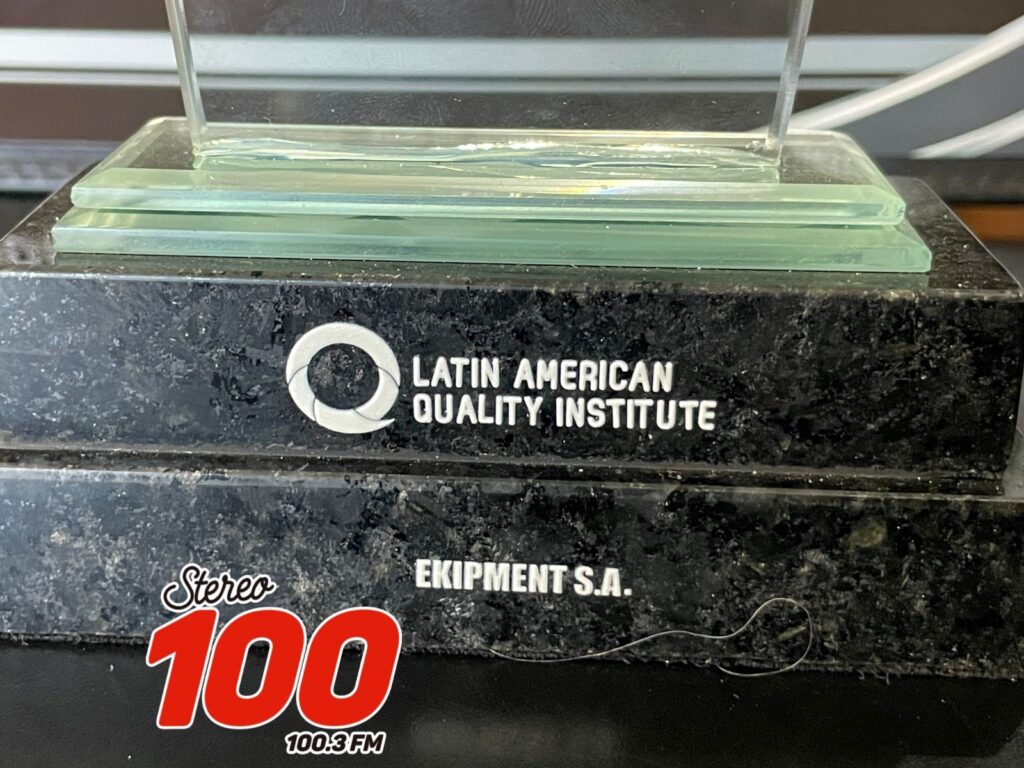 LATIN AMERICAN
QUALITY INSTITUTE
EKIPMENT S.A.
Stereo
100
100.3 FM